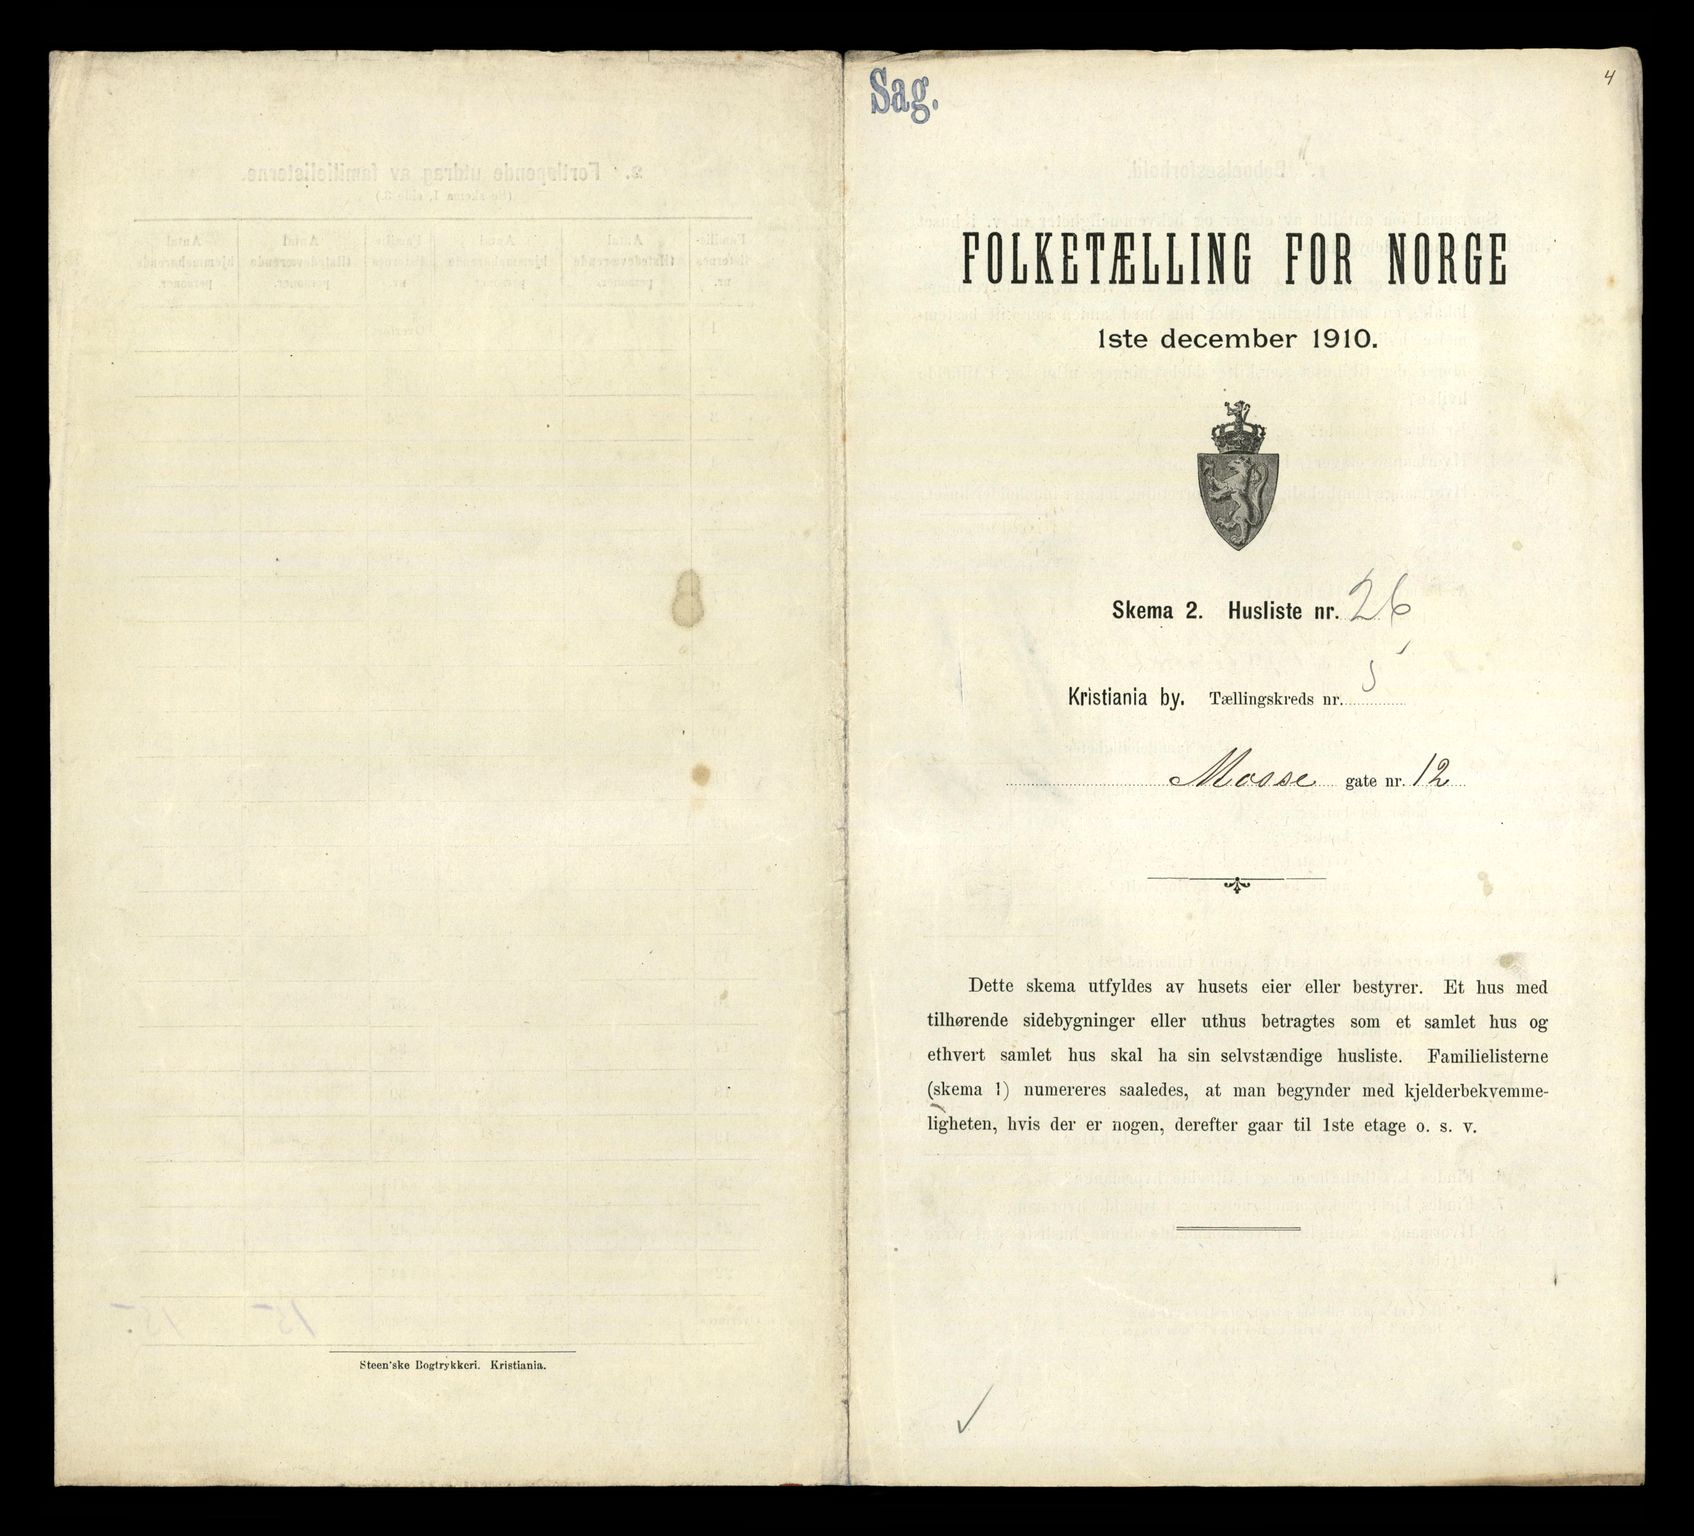 Sag.
4
FOLKETÆLLING FOR NORGE
1ste december 1910.
Skema 2. Husliste nr. 26
Kristiania by. Tællingskreds nr. 5
Mosse gate nr. 12
Dette skema utfyldes av husets eier eller bestyrer. Et hus med
tilhørende sidebygninger eller uthus betragtes som et samlet hus og
ethvert samlet hus skal ha sin selvstændige husliste. Familielisterne
(skema 1) numereres saaledes, at man begynder med kjelderbekvemme-
ligheten, hvis der er nogen, derefter gaar til 1ste etage o. s. v.
Steen'ske Bogtrykkeri. Kristiania.